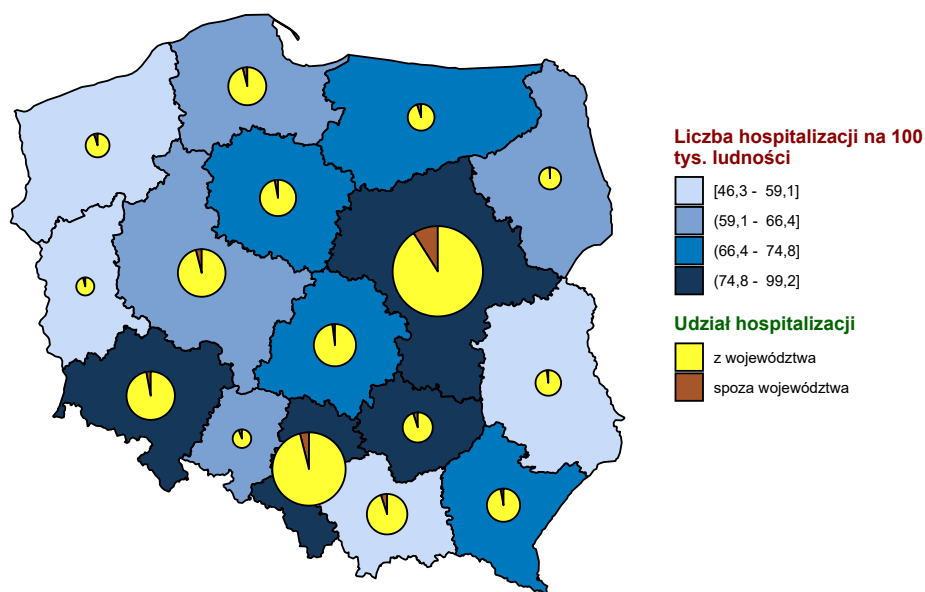 Liczba hospitalizacji na 100
tys. ludności
[46,3 - 59,1]
(59,1 - 66,4]
(66,4 - 74,8]
(74,8 - 99,2]
Udział hospitalizacji
z województwa
spoza województwa